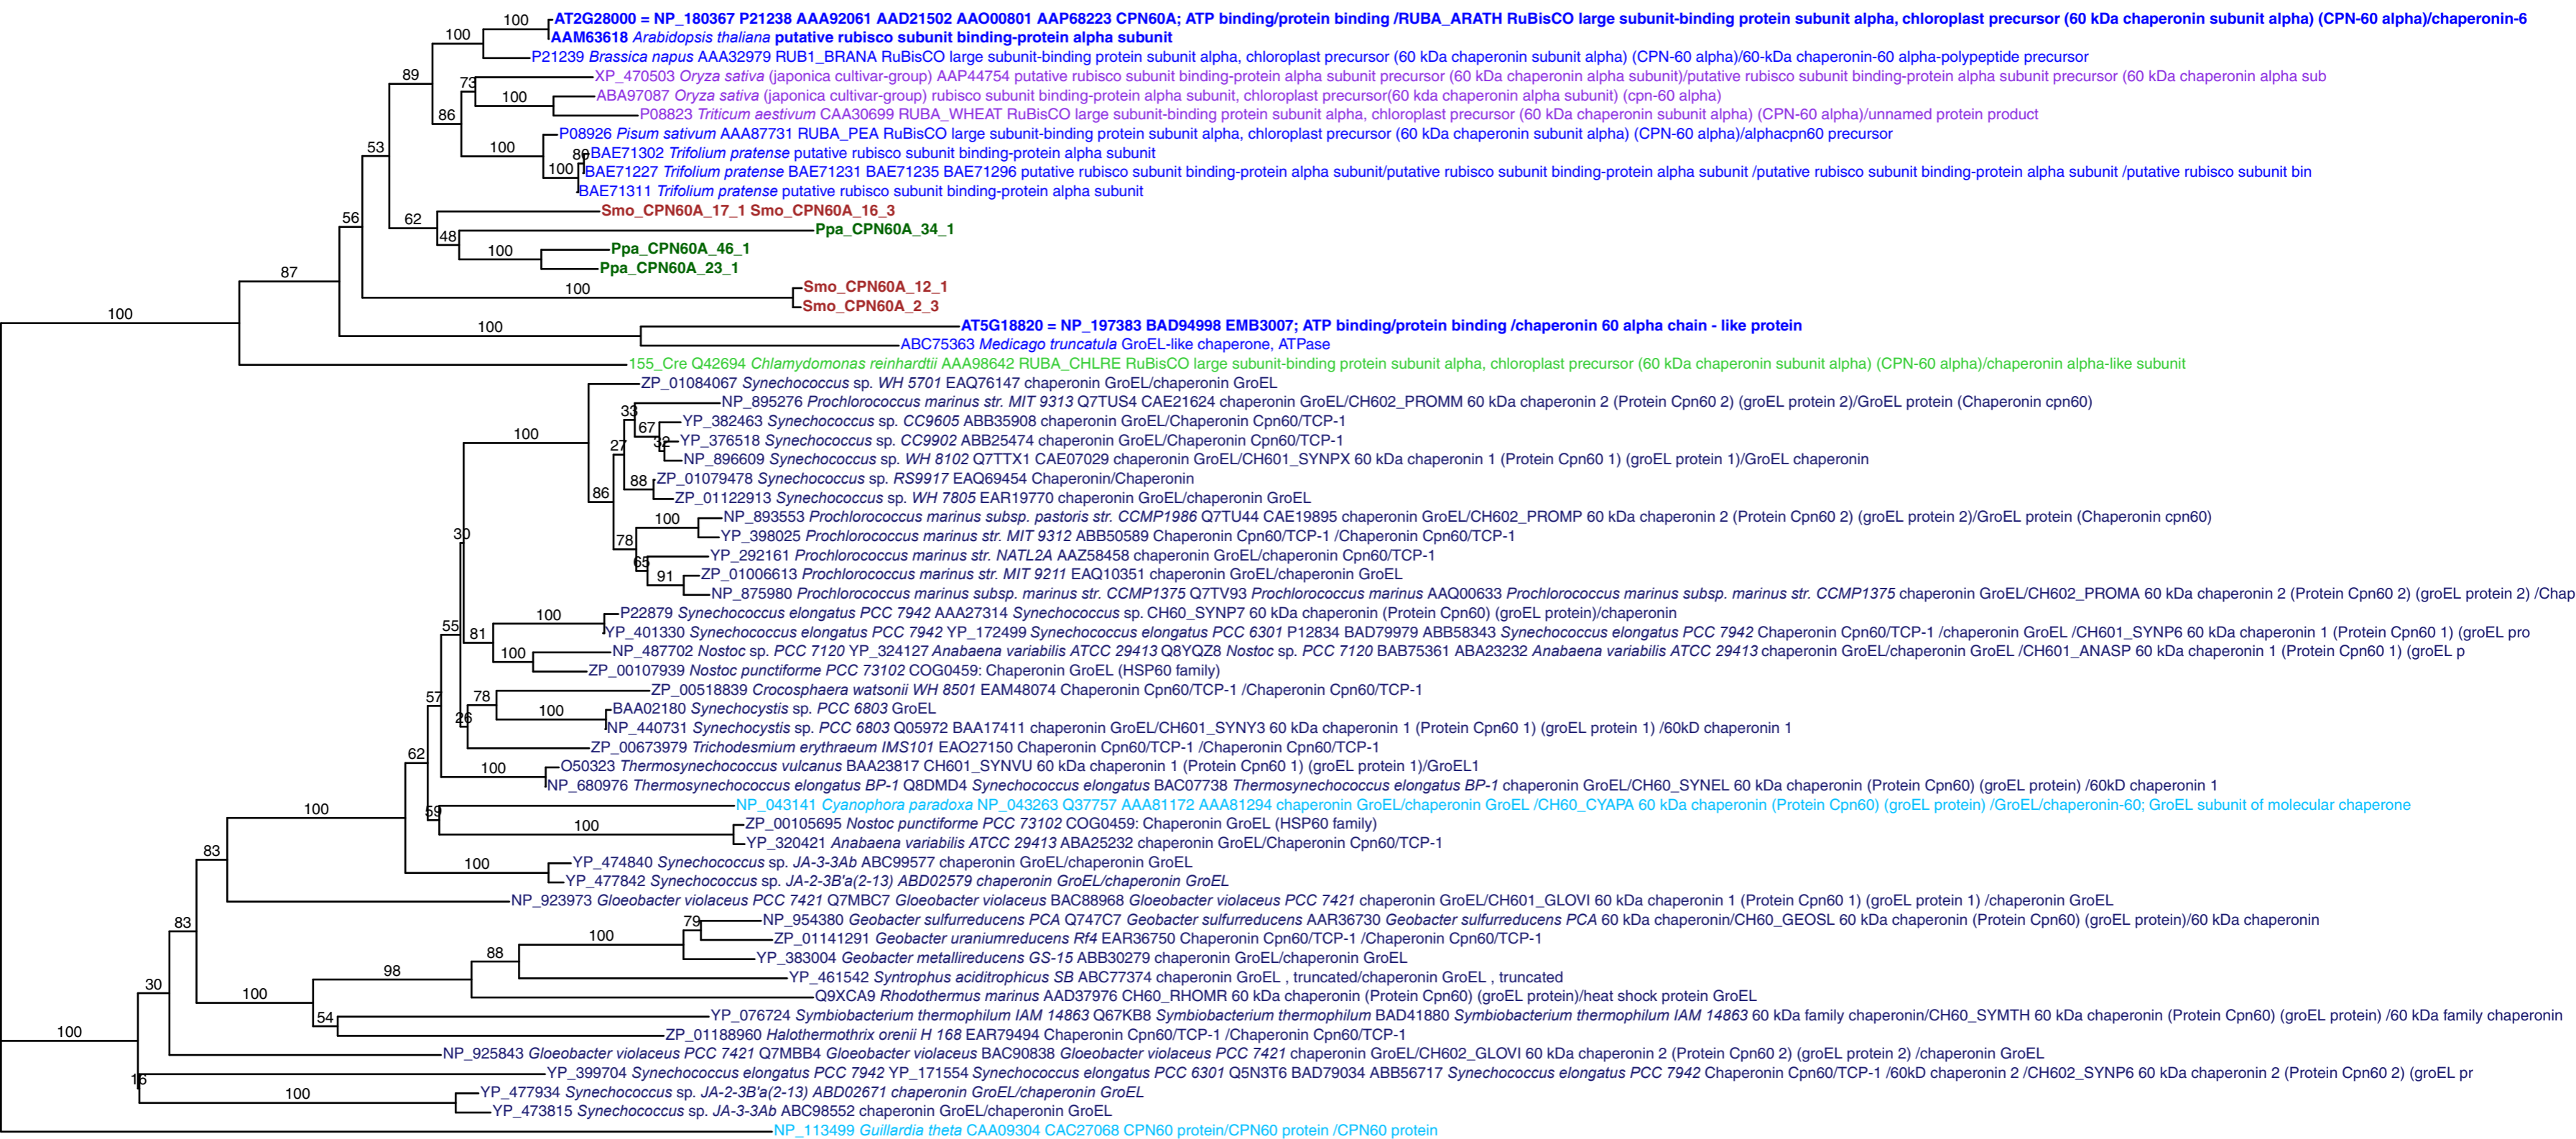 100 AT2G28000 = NP_180367 P21238 AAA92061 AAD21502 AAO00801 AAP68223 CPN60A; ATP binding/protein binding /RUBA_ARATH RuBisCO large subunit-binding protein subunit alpha, chloroplast precursor (60 kDa chaperonin subunit alpha) (CPN-60 alpha)/chaperonin-6
100 AAM63618 Arabidopsis thaliana putative rubisco subunit binding-protein alpha subunit
P21239 Brassica napus AAA32979 RUB1_BRANA RuBisCO large subunit-binding protein subunit alpha, chloroplast precursor (60 kDa chaperonin subunit alpha) (CPN-60 alpha)/60-kDa chaperonin-60 alpha-polypeptide precursor
89 73 XP_470503 Oryza sativa (japonica cultivar-group) AAP44754 putative rubisco subunit binding-protein alpha subunit precursor (60 kDa chaperonin alpha subunit)/putative rubisco subunit binding-protein alpha subunit precursor (60 kDa chaperonin alpha sub
100 ABA97087 Oryza sativa (japonica cultivar-group) rubisco subunit binding-protein alpha subunit, chloroplast precursor(60 kda chaperonin alpha subunit) (cpn-60 alpha)
86 P08823 Triticum aestivum CAA30699 RUBA_WHEAT RuBisCO large subunit-binding protein subunit alpha, chloroplast precursor (60 kDa chaperonin subunit alpha) (CPN-60 alpha)/unnamed protein product
P08926 Pisum sativum AAA87731 RUBA_PEA RuBisCO large subunit-binding protein subunit alpha, chloroplast precursor (60 kDa chaperonin subunit alpha) (CPN-60 alpha)/alphacpn60 precursor
53 100 80 BAE71302 Trifolium pratense putative rubisco subunit binding-protein alpha subunit
100 BAE71227 Trifolium pratense BAE71231 BAE71235 BAE71296 putative rubisco subunit binding-protein alpha subunit/putative rubisco subunit binding-protein alpha subunit /putative rubisco subunit binding-protein alpha subunit /putative rubisco subunit bin
BAE71311 Trifolium pratense putative rubisco subunit binding-protein alpha subunit
56 62 Smo_CPN60A_17_1 Smo_CPN60A_16_3
48 Ppa_CPN60A_34_1
100 Ppa_CPN60A_46_1
87 Ppa_CPN60A_23_1
100 Smo_CPN60A_12_1
Smo_CPN60A_2_3
100 100 AT5G18820 = NP_197383 BAD94998 EMB3007; ATP binding/protein binding /chaperonin 60 alpha chain - like protein
ABC75363 Medicago truncatula GroEL-like chaperone, ATPase
155_Cre Q42694 Chlamydomonas reinhardtii AAA98642 RUBA_CHLRE RuBisCO large subunit-binding protein subunit alpha, chloroplast precursor (60 kDa chaperonin subunit alpha) (CPN-60 alpha)/chaperonin alpha-like subunit
ZP_01084067 Synechococcus sp. WH 5701 EAQ76147 chaperonin GroEL/chaperonin GroEL
33 NP_895276 Prochlorococcus marinus str. MIT 9313 Q7TUS4 CAE21624 chaperonin GroEL/CH602_PROMM 60 kDa chaperonin 2 (Protein Cpn60 2) (groEL protein 2)/GroEL protein (Chaperonin cpn60)
67 YP_382463 Synechococcus sp. CC9605 ABB35908 chaperonin GroEL/Chaperonin Cpn60/TCP-1
100 27 32 YP_376518 Synechococcus sp. CC9902 ABB25474 chaperonin GroEL/Chaperonin Cpn60/TCP-1
NP_896609 Synechococcus sp. WH 8102 Q7TTX1 CAE07029 chaperonin GroEL/CH601_SYNPX 60 kDa chaperonin 1 (Protein Cpn60 1) (groEL protein 1)/GroEL chaperonin
88 ZP_01079478 Synechococcus sp. RS9917 EAQ69454 Chaperonin/Chaperonin
86 ZP_01122913 Synechococcus sp. WH 7805 EAR19770 chaperonin GroEL/chaperonin GroEL
100 NP_893553 Prochlorococcus marinus subsp. pastoris str. CCMP1986 Q7TU44 CAE19895 chaperonin GroEL/CH602_PROMP 60 kDa chaperonin 2 (Protein Cpn60 2) (groEL protein 2)/GroEL protein (Chaperonin cpn60)
30 78 YP_398025 Prochlorococcus marinus str. MIT 9312 ABB50589 Chaperonin Cpn60/TCP-1 /Chaperonin Cpn60/TCP-1
65 YP_292161 Prochlorococcus marinus str. NATL2A AAZ58458 chaperonin GroEL/chaperonin Cpn60/TCP-1
91 ZP_01006613 Prochlorococcus marinus str. MIT 9211 EAQ10351 chaperonin GroEL/chaperonin GroEL
NP_875980 Prochlorococcus marinus subsp. marinus str. CCMP1375 Q7TV93 Prochlorococcus marinus AAQ00633 Prochlorococcus marinus subsp. marinus str. CCMP1375 chaperonin GroEL/CH602_PROMA 60 kDa chaperonin 2 (Protein Cpn60 2) (groEL protein 2) /Chap
100 P22879 Synechococcus elongatus PCC 7942 AAA27314 Synechococcus sp. CH60_SYNP7 60 kDa chaperonin (Protein Cpn60) (groEL protein)/chaperonin
55 81 YP_401330 Synechococcus elongatus PCC 7942 YP_172499 Synechococcus elongatus PCC 6301 P12834 BAD79979 ABB58343 Synechococcus elongatus PCC 7942 Chaperonin Cpn60/TCP-1 /chaperonin GroEL /CH601_SYNP6 60 kDa chaperonin 1 (Protein Cpn60 1) (groEL pro
100 NP_487702 Nostoc sp. PCC 7120 YP_324127 Anabaena variabilis ATCC 29413 Q8YQZ8 Nostoc sp. PCC 7120 BAB75361 ABA23232 Anabaena variabilis ATCC 29413 chaperonin GroEL/chaperonin GroEL /CH601_ANASP 60 kDa chaperonin 1 (Protein Cpn60 1) (groEL p
ZP_00107939 Nostoc punctiforme PCC 73102 COG0459: Chaperonin GroEL (HSP60 family)
57 78 ZP_00518839 Crocosphaera watsonii WH 8501 EAM48074 Chaperonin Cpn60/TCP-1 /Chaperonin Cpn60/TCP-1
26 100 BAA02180 Synechocystis sp. PCC 6803 GroEL
NP_440731 Synechocystis sp. PCC 6803 Q05972 BAA17411 chaperonin GroEL/CH601_SYNY3 60 kDa chaperonin 1 (Protein Cpn60 1) (groEL protein 1) /60kD chaperonin 1
62 ZP_00673979 Trichodesmium erythraeum IMS101 EAO27150 Chaperonin Cpn60/TCP-1 /Chaperonin Cpn60/TCP-1
100 O50323 Thermosynechococcus vulcanus BAA23817 CH601_SYNVU 60 kDa chaperonin 1 (Protein Cpn60 1) (groEL protein 1)/GroEL1
NP_680976 Thermosynechococcus elongatus BP-1 Q8DMD4 Synechococcus elongatus BAC07738 Thermosynechococcus elongatus BP-1 chaperonin GroEL/CH60_SYNEL 60 kDa chaperonin (Protein Cpn60) (groEL protein) /60kD chaperonin 1
100 59 NP_043141 Cyanophora paradoxa NP_043263 Q37757 AAA81172 AAA81294 chaperonin GroEL/chaperonin GroEL /CH60_CYAPA 60 kDa chaperonin (Protein Cpn60) (groEL protein) /GroEL/chaperonin-60; GroEL subunit of molecular chaperone
100 ZP_00105695 Nostoc punctiforme PCC 73102 COG0459: Chaperonin GroEL (HSP60 family)
YP_320421 Anabaena variabilis ATCC 29413 ABA25232 chaperonin GroEL/Chaperonin Cpn60/TCP-1
83 100 YP_474840 Synechococcus sp. JA-3-3Ab ABC99577 chaperonin GroEL/chaperonin GroEL
YP_477842 Synechococcus sp. JA-2-3B'a(2-13) ABD02579 chaperonin GroEL/chaperonin GroEL
NP_923973 Gloeobacter violaceus PCC 7421 Q7MBC7 Gloeobacter violaceus BAC88968 Gloeobacter violaceus PCC 7421 chaperonin GroEL/CH601_GLOVI 60 kDa chaperonin 1 (Protein Cpn60 1) (groEL protein 1) /chaperonin GroEL
83 79 NP_954380 Geobacter sulfurreducens PCA Q747C7 Geobacter sulfurreducens AAR36730 Geobacter sulfurreducens PCA 60 kDa chaperonin/CH60_GEOSL 60 kDa chaperonin (Protein Cpn60) (groEL protein)/60 kDa chaperonin
100 ZP_01141291 Geobacter uraniumreducens Rf4 EAR36750 Chaperonin Cpn60/TCP-1 /Chaperonin Cpn60/TCP-1
88 YP_383004 Geobacter metallireducens GS-15 ABB30279 chaperonin GroEL/chaperonin GroEL
98 YP_461542 Syntrophus aciditrophicus SB ABC77374 chaperonin GroEL , truncated/chaperonin GroEL , truncated
30 100 Q9XCA9 Rhodothermus marinus AAD37976 CH60_RHOMR 60 kDa chaperonin (Protein Cpn60) (groEL protein)/heat shock protein GroEL
54 YP_076724 Symbiobacterium thermophilum IAM 14863 Q67KB8 Symbiobacterium thermophilum BAD41880 Symbiobacterium thermophilum IAM 14863 60 kDa family chaperonin/CH60_SYMTH 60 kDa chaperonin (Protein Cpn60) (groEL protein) /60 kDa family chaperonin
100 ZP_01188960 Halothermothrix orenii H 168 EAR79494 Chaperonin Cpn60/TCP-1 /Chaperonin Cpn60/TCP-1
NP_925843 Gloeobacter violaceus PCC 7421 Q7MBB4 Gloeobacter violaceus BAC90838 Gloeobacter violaceus PCC 7421 chaperonin GroEL/CH602_GLOVI 60 kDa chaperonin 2 (Protein Cpn60 2) (groEL protein 2) /chaperonin GroEL
16 YP_399704 Synechococcus elongatus PCC 7942 YP_171554 Synechococcus elongatus PCC 6301 Q5N3T6 BAD79034 ABB56717 Synechococcus elongatus PCC 7942 Chaperonin Cpn60/TCP-1 /60kD chaperonin 2 /CH602_SYNP6 60 kDa chaperonin 2 (Protein Cpn60 2) (groEL pr
100 YP_477934 Synechococcus sp. JA-2-3B'a(2-13) ABD02671 chaperonin GroEL/chaperonin GroEL
YP_473815 Synechococcus sp. JA-3-3Ab ABC98552 chaperonin GroEL/chaperonin GroEL
NP_113499 Guillardia theta CAA09304 CAC27068 CPN60 protein/CPN60 protein /CPN60 protein